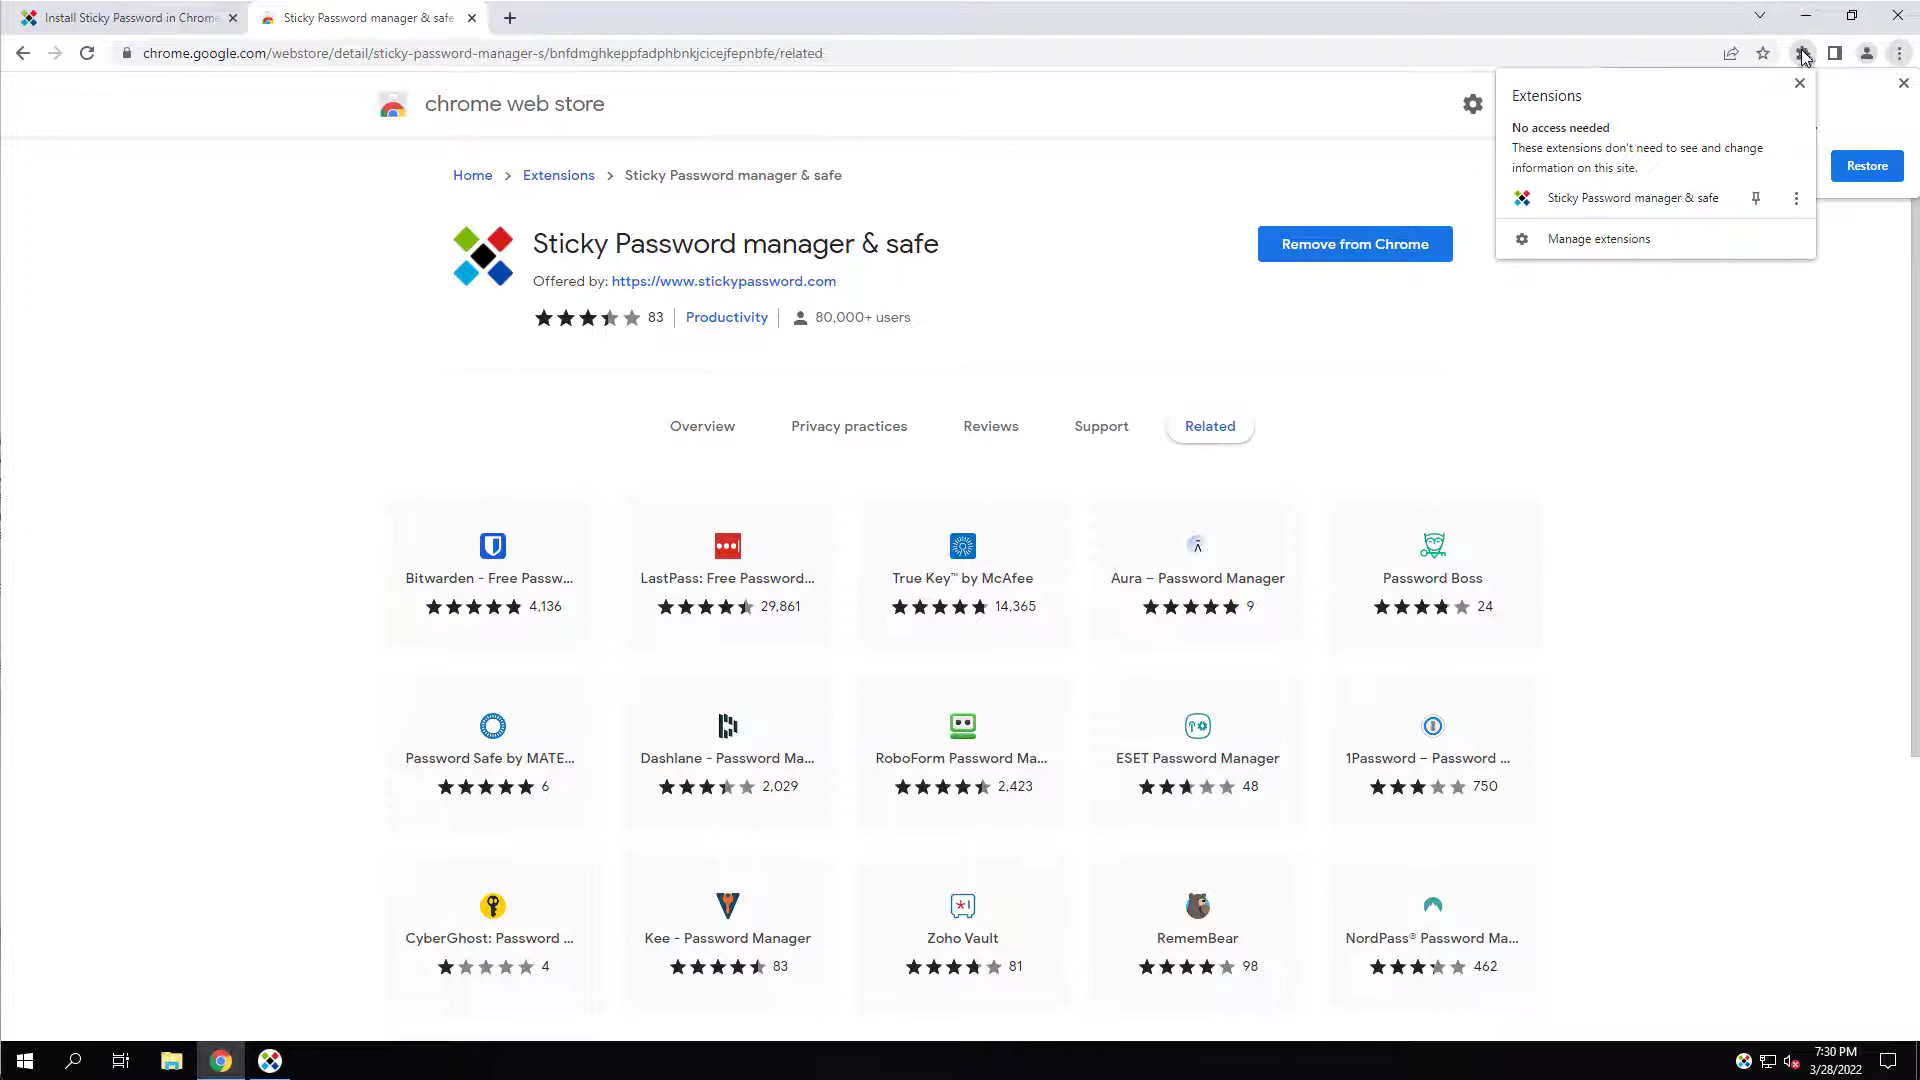 Install Sticky Password in Chrome
Sticky Password manager & safe
chrome.google.com/webstore/detail/sticky-password-manager-s/bnfdmghkeppfadphbnkjcicejfepnbfe/related
chrome web store
Extensions
No access needed
These extensions don't need to see and change
information on this site.
Sticky Password manager & safe
Manage extensions
Restore
Home > Extensions > Sticky Password manager & safe
Sticky Password manager & safe
Remove from Chrome
Offered by: https://www.stickypassword.com
83 Productivity 80,000+ users
Overview Privacy practices Reviews Support Related
Bitwarden - Free Passw... LastPass: Free Password... True Key™ by McAfee Aura – Password Manager Password Boss
4,136 29,861 14,365 9 24
Password Safe by MATE... Dashlane - Password Ma... RoboForm Password Ma... ESET Password Manager 1Password – Password ...
6 2,029 2,423 48 750
CyberGhost: Password ... Kee - Password Manager Zoho Vault RememBear NordPass® Password Ma...
4 83 81 98 462
7:30 PM
3/28/2022